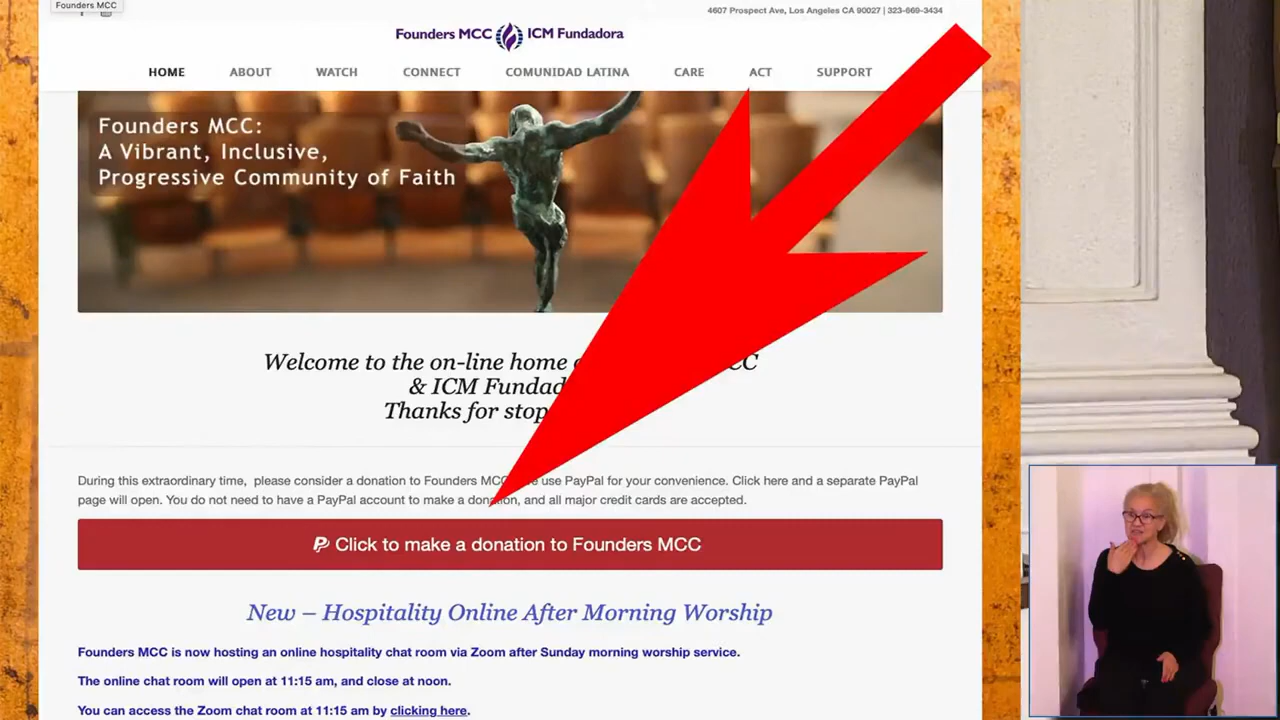 Founders MCC
4607 Prospect Ave, Los Angeles CA 90027 | 323-669-3434
Founders MCC ICM Fundadora
HOME ABOUT WATCH CONNECT COMUNIDAD LATINA CARE ACT SUPPORT
Founders MCC:
A Vibrant, Inclusive,
Progressive Community of Faith
Welcome to the on-line home
& ICM Fundad
Thanks for stop
During this extraordinary time, please consider a donation to Founders MCC use PayPal for your convenience. Click here and a separate PayPal
page will open. You do not need to have a PayPal account to make a donation, and all major credit cards are accepted.
Click to make a donation to Founders MCC
New – Hospitality Online After Morning Worship
Founders MCC is now hosting an online hospitality chat room via Zoom after Sunday morning worship service.
The online chat room will open at 11:15 am, and close at noon.
You can access the Zoom chat room at 11:15 am by clicking here.